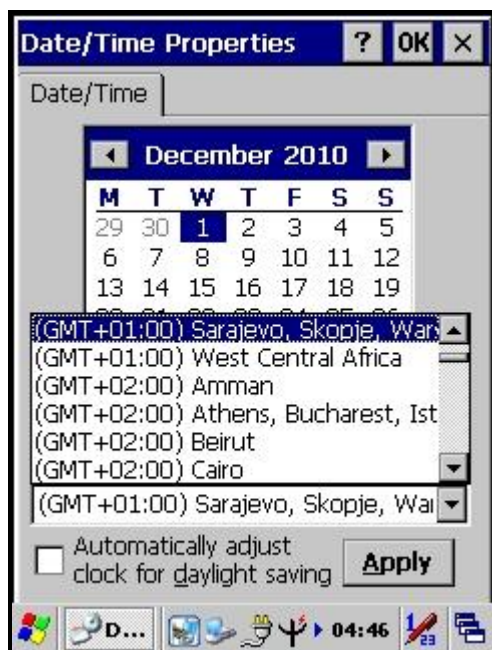 Date/Time Properties ? OK ×
Date/Time
December 2010
M T W T F S S
29 30 1 2 3 4 5
6 7 8 9 10 11 12
13 14 15 16 17 18 19
(GMT+01:00) Sarajevo, Skopje, War
(GMT+01:00) West Central Africa
(GMT+02:00) Amman
(GMT+02:00) Athens, Bucharest, Ist
(GMT+02:00) Beirut
(GMT+02:00) Cairo
(GMT+01:00) Sarajevo, Skopje, Wa
Automatically adjust
clock for daylight saving
Apply
D... 04:46